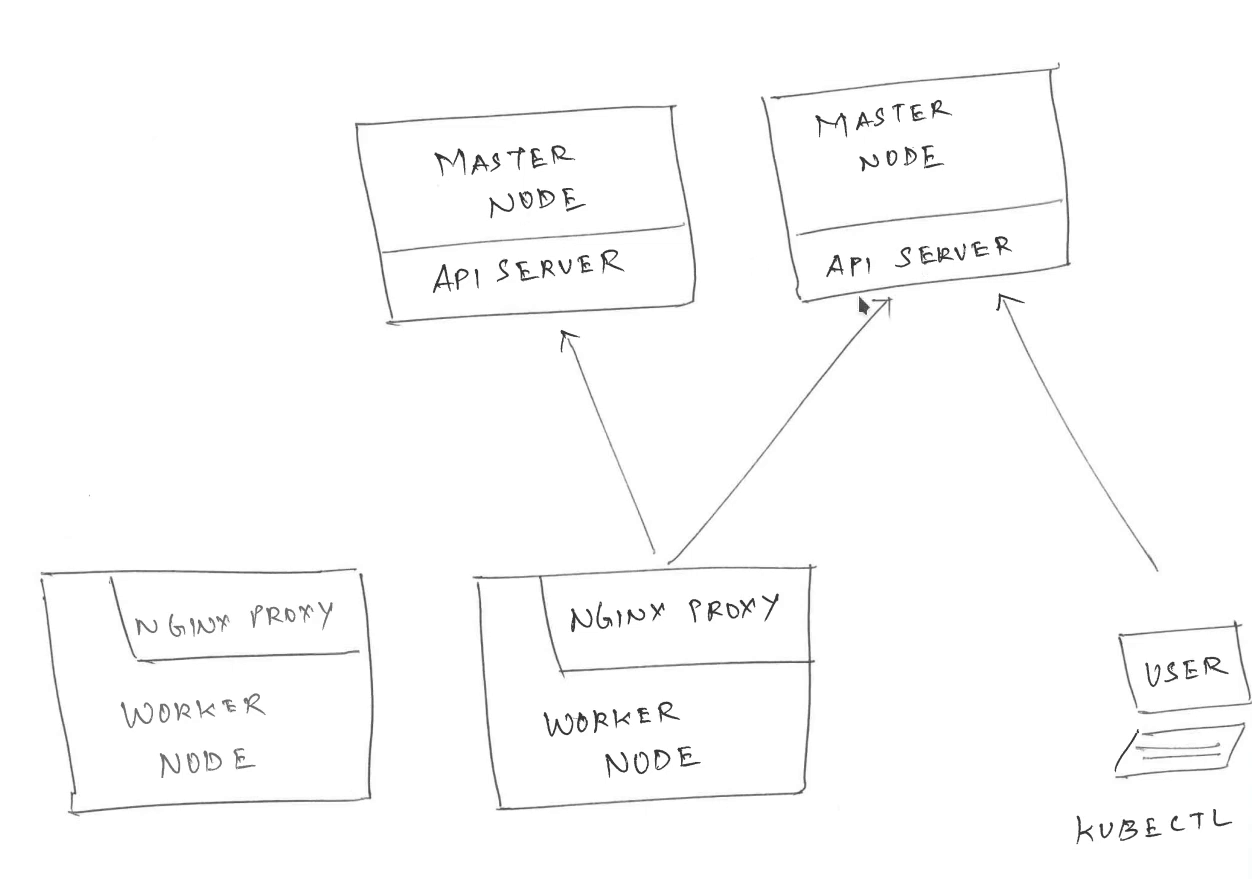 MASTER
NODE
API SERVER
MASTER
NODE
API SERVER
NGINX PROXY
WORKER
NODE
NGINX PROXY
WORKER
NODE
USER
KUBECTL